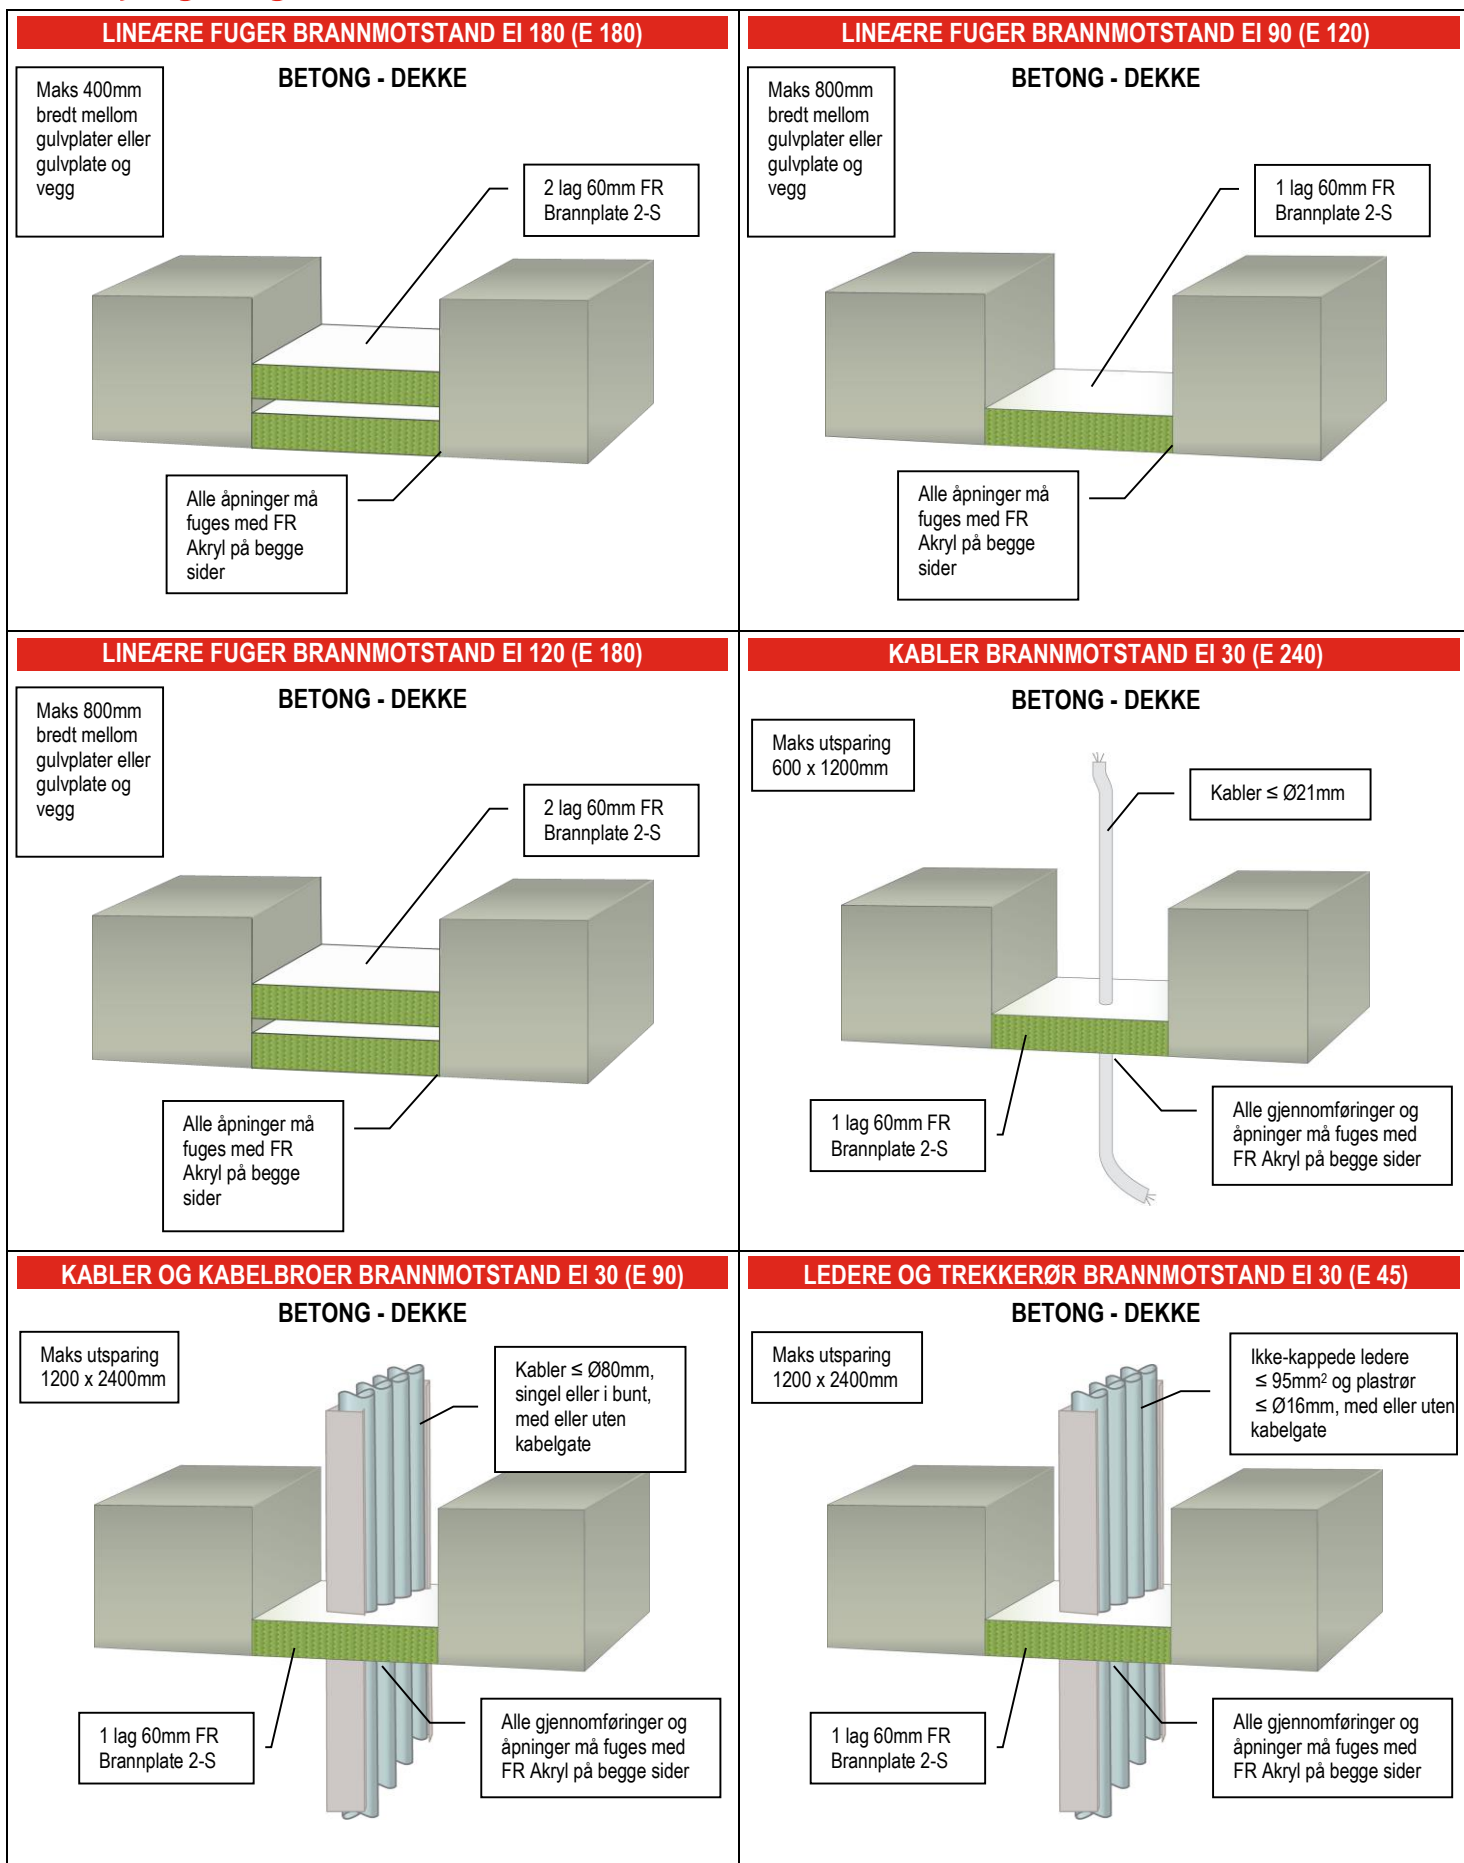 LINEÆRE FUGER BRANNMOTSTAND EI 180 (E 180)
BETONG - DEKKE
Maks 400mm
bredt mellom
gulvplater eller
gulvplate og
vegg
2 lag 60mm FR
Brannplate 2-S
Alle åpninger må
fuges med FR
Akryl på begge
sider
LINEÆRE FUGER BRANNMOTSTAND EI 90 (E 120)
BETONG - DEKKE
Maks 800mm
bredt mellom
gulvplater eller
gulvplate og
vegg
1 lag 60mm FR
Brannplate 2-S
Alle åpninger må
fuges med FR
Akryl på begge
sider
LINEÆRE FUGER BRANNMOTSTAND EI 120 (E 180)
BETONG - DEKKE
Maks 800mm
bredt mellom
gulvplater eller
gulvplate og
vegg
2 lag 60mm FR
Brannplate 2-S
Alle åpninger må
fuges med FR
Akryl på begge
sider
KABLER BRANNMOTSTAND EI 30 (E 240)
BETONG - DEKKE
Maks utsparing
600 x 1200mm
Kabler ≤ Ø21mm
1 lag 60mm FR
Brannplate 2-S
Alle gjennomføringer og
åpninger må fuges med
FR Akryl på begge sider
KABLER OG KABELBROER BRANNMOTSTAND EI 30 (E 90)
BETONG - DEKKE
Maks utsparing
1200 x 2400mm
Kabler ≤ Ø80mm,
singel eller i bunt,
med eller uten
kabelgate
1 lag 60mm FR
Brannplate 2-S
Alle gjennomføringer og
åpninger må fuges med
FR Akryl på begge sider
LEDERE OG TREKKERØR BRANNMOTSTAND EI 30 (E 45)
BETONG - DEKKE
Maks utsparing
1200 x 2400mm
Ikke-kappede ledere
≤ 95mm² og plastrør
≤ Ø16mm, med eller uten
kabelgate
1 lag 60mm FR
Brannplate 2-S
Alle gjennomføringer og
åpninger må fuges med
FR Akryl på begge sider